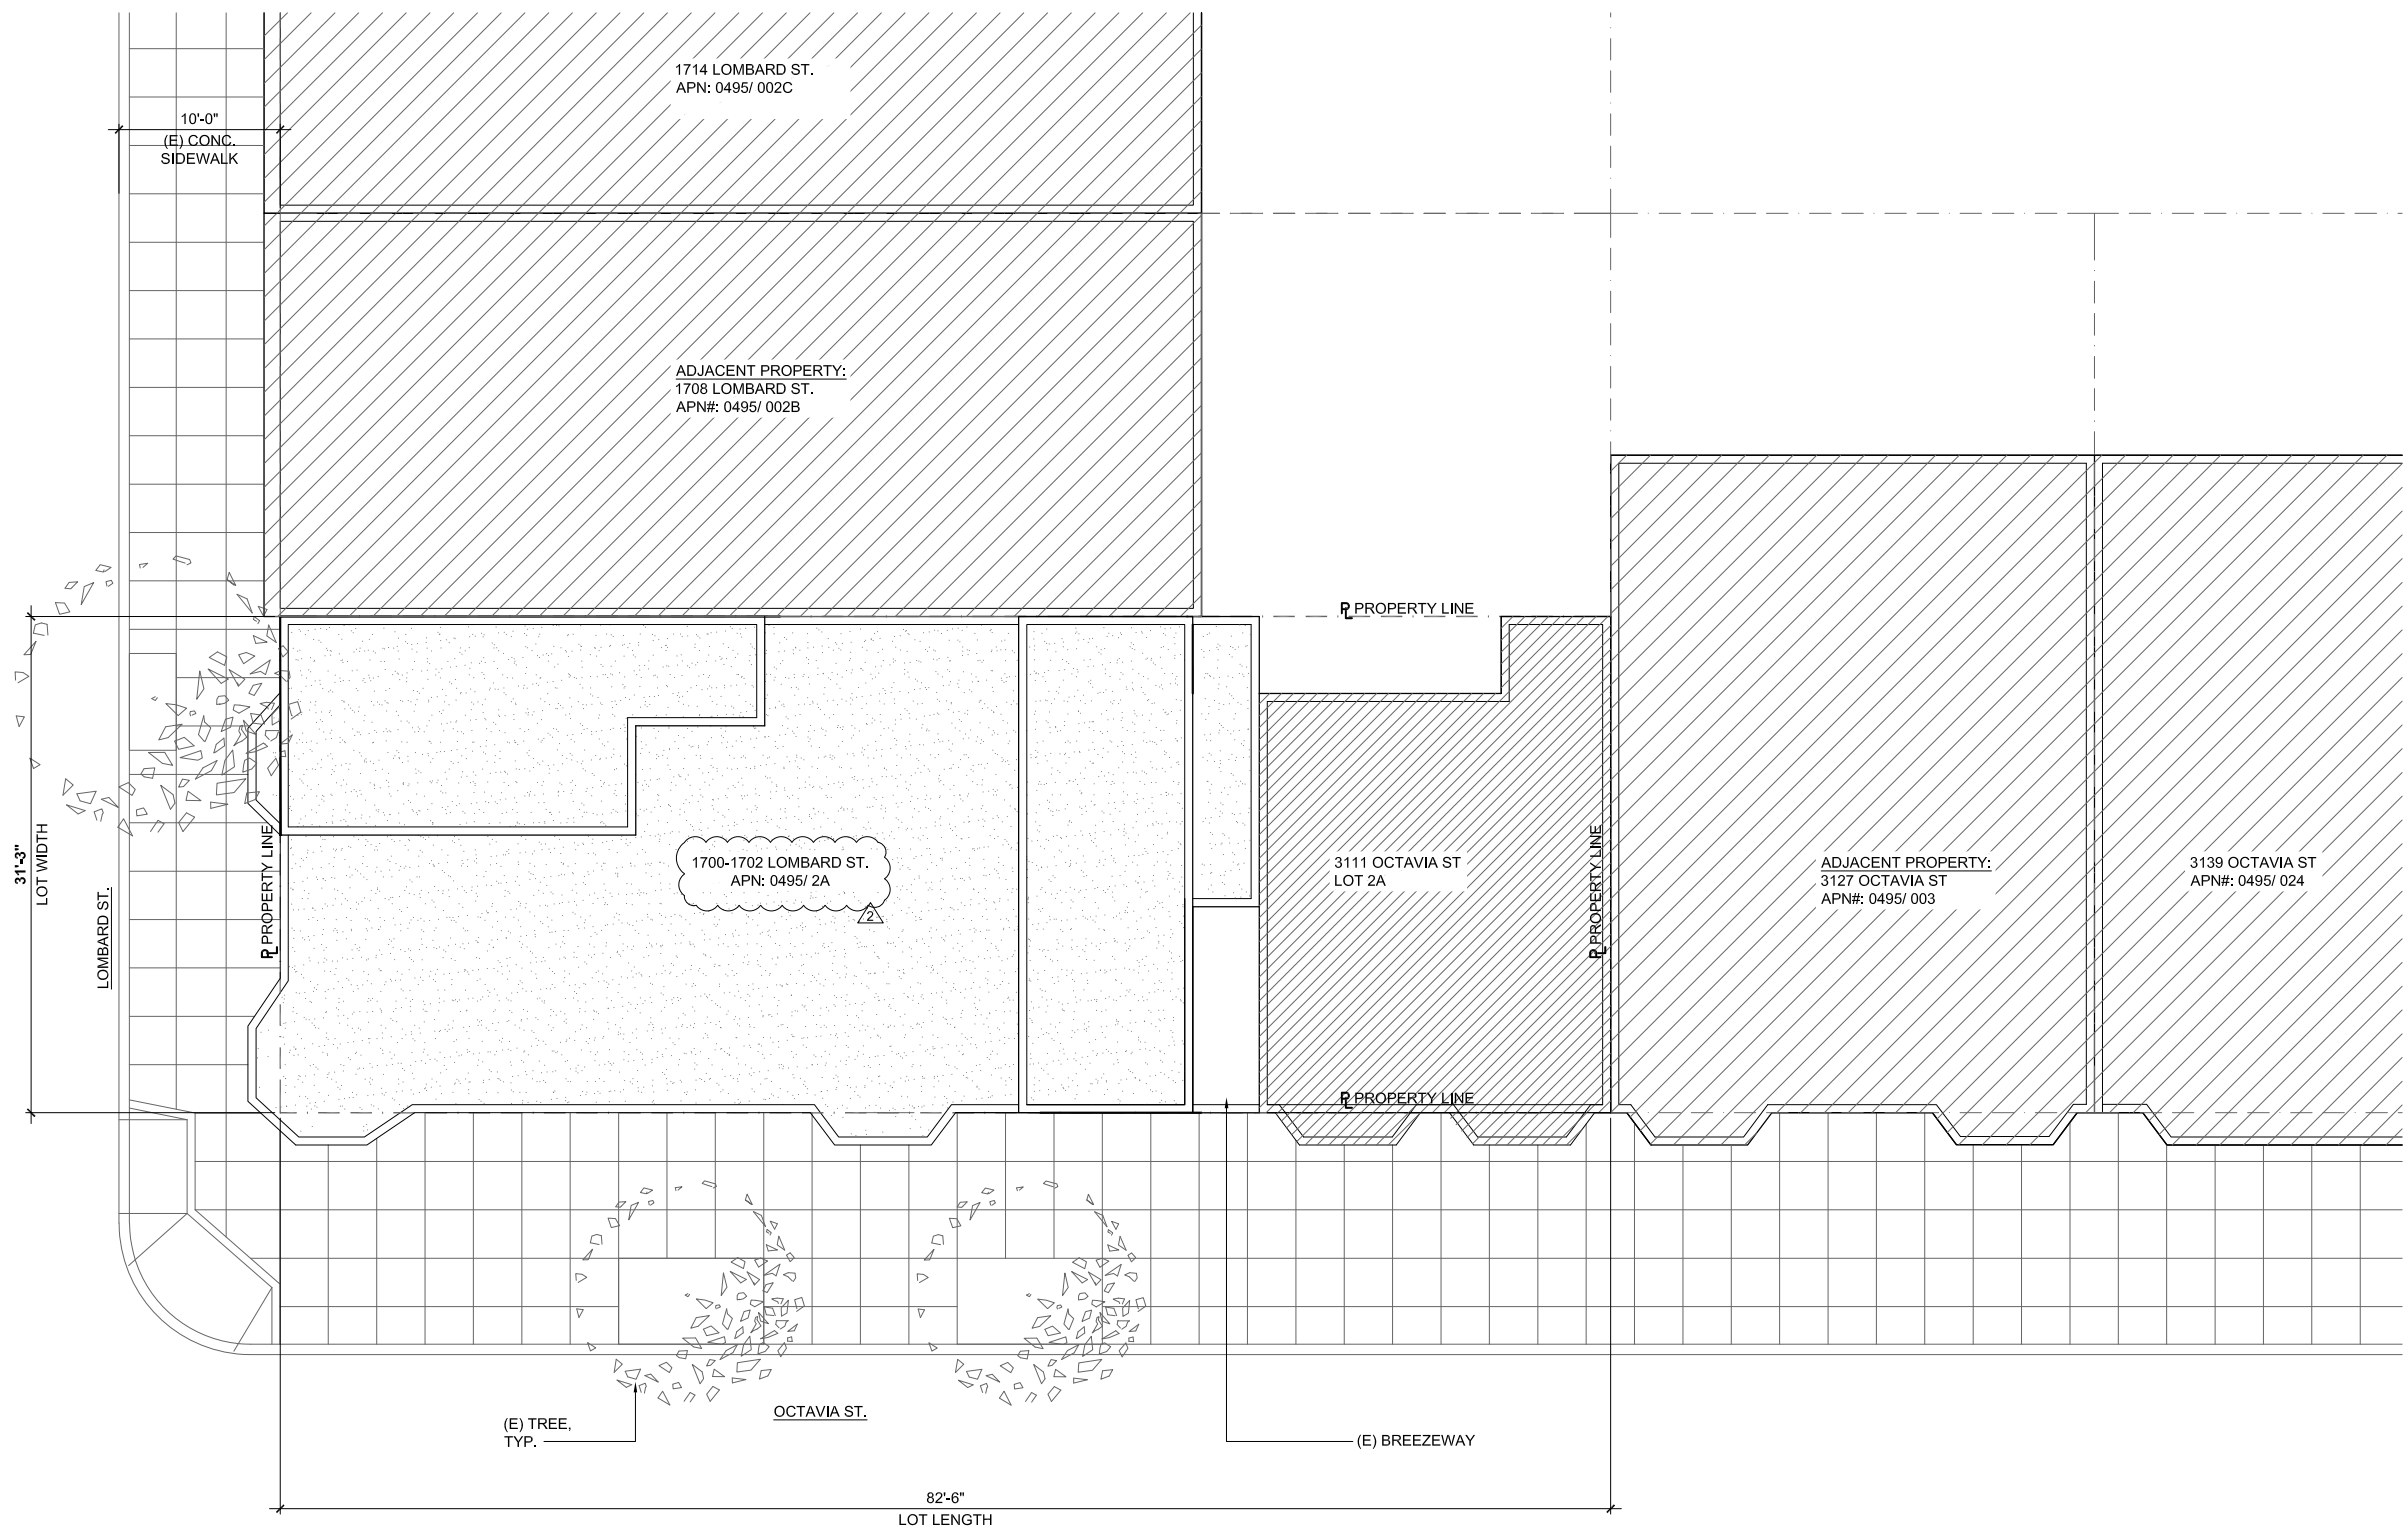 1714 LOMBARD ST.
APN: 0495/ 002C
10'-0"
(E) CONC.
SIDEWALK
ADJACENT PROPERTY:
1708 LOMBARD ST.
APN#: 0495/ 002B
PL PROPERTY LINE
31'-3"
LOT WIDTH
LOMBARD ST.
PL PROPERTY LINE
1700-1702 LOMBARD ST.
APN: 0495/ 2A
2
3111 OCTAVIA ST
LOT 2A
PL PROPERTY LINE
ADJACENT PROPERTY:
3127 OCTAVIA ST
APN#: 0495/ 003
3139 OCTAVIA ST
APN#: 0495/ 024
PL PROPERTY LINE
(E) TREE,
TYP.
OCTAVIA ST.
(E) BREEZEWAY
82'-6"
LOT LENGTH